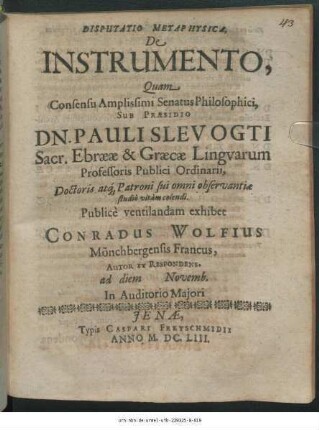 43
DISPUTATIO METAPHYSICA,
De
INSTRUMENTO,
Quam
Consensu Amplissimi Senatus Philosophici,
SUB PRÆSIDIO
DN. PAULI SLEVOGTI
Sacr. Ebrææ & Græcæ Lingvarum
Professoris Publici Ordinarii,
Doctoris atq; Patroni sui omni observantiæ
studio vitàm colendi.
Publicè ventilandam exhibet
CONRADUS WOLFIUS
Mönchbergensis Francus,
AUTOR ET RESPONDENS.
ad diem Novemb.
In Auditorio Majori
JENÆ,
Typis CASPARI FREYSCHMIDII
ANNO M. DC. LIII.